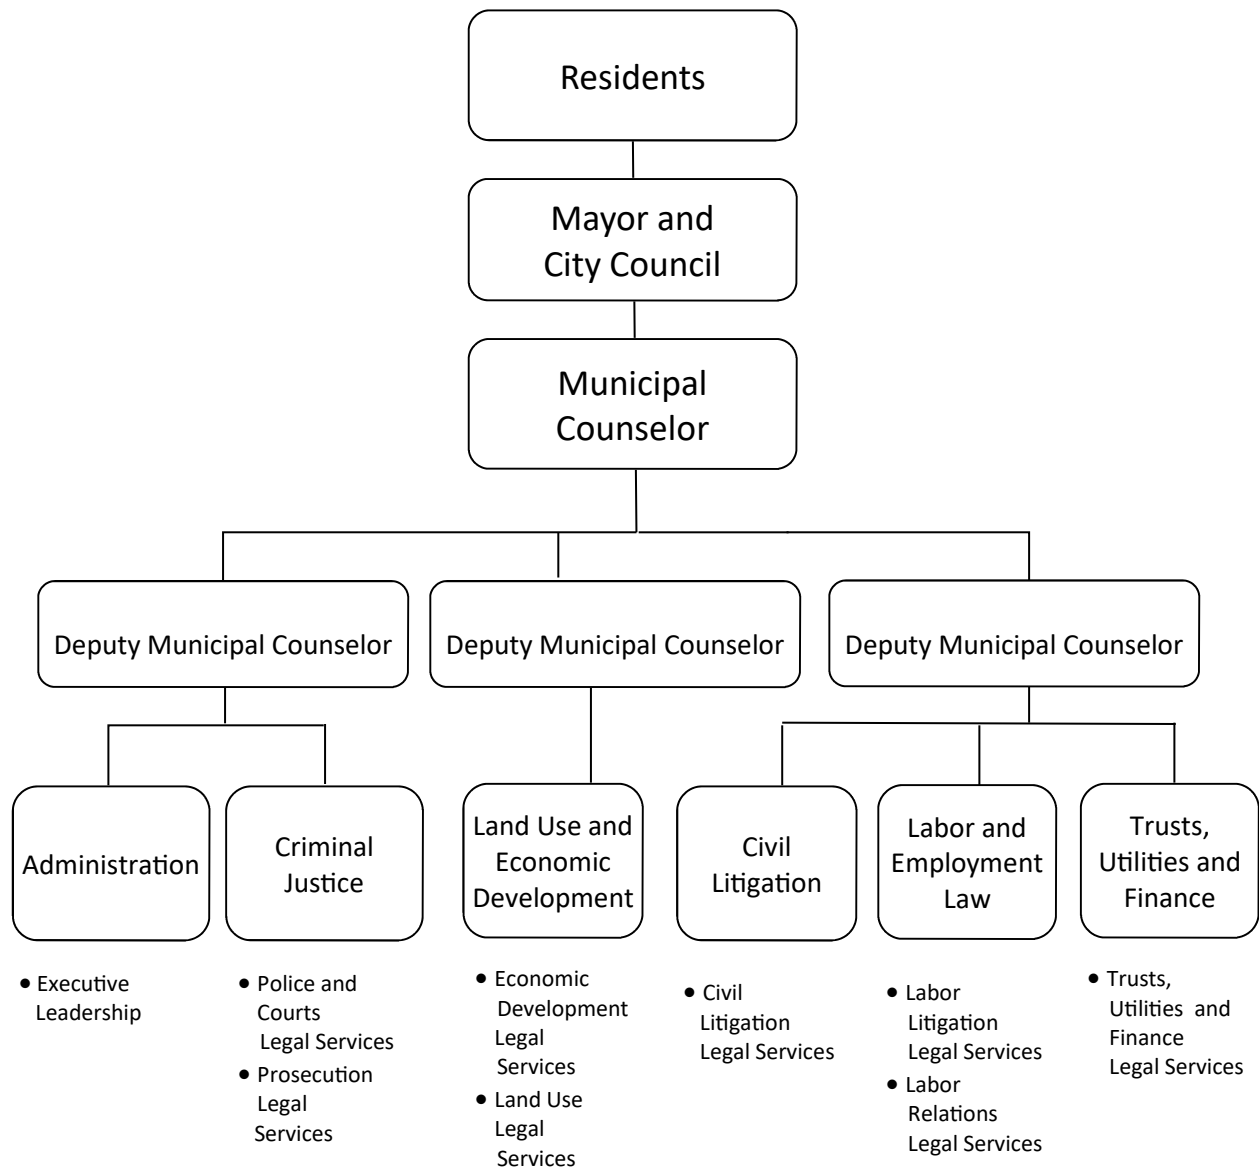 Residents
Mayor and
City Council
Municipal
Counselor
Deputy Municipal Counselor
Deputy Municipal Counselor
Deputy Municipal Counselor
Administration
Criminal
Justice
Land Use and
Economic
Development
Civil
Litigation
Labor and
Employment
Law
Trusts,
Utilities and
Finance
• Executive
Leadership
• Police and
Courts
Legal Services
• Prosecution
Legal
Services
• Economic
Development
Legal
Services
• Land Use
Legal
Services
• Civil
Litigation
Legal Services
• Labor
Litigation
Legal Services
• Labor
Relations
Legal Services
• Trusts,
Utilities and
Finance
Legal Services